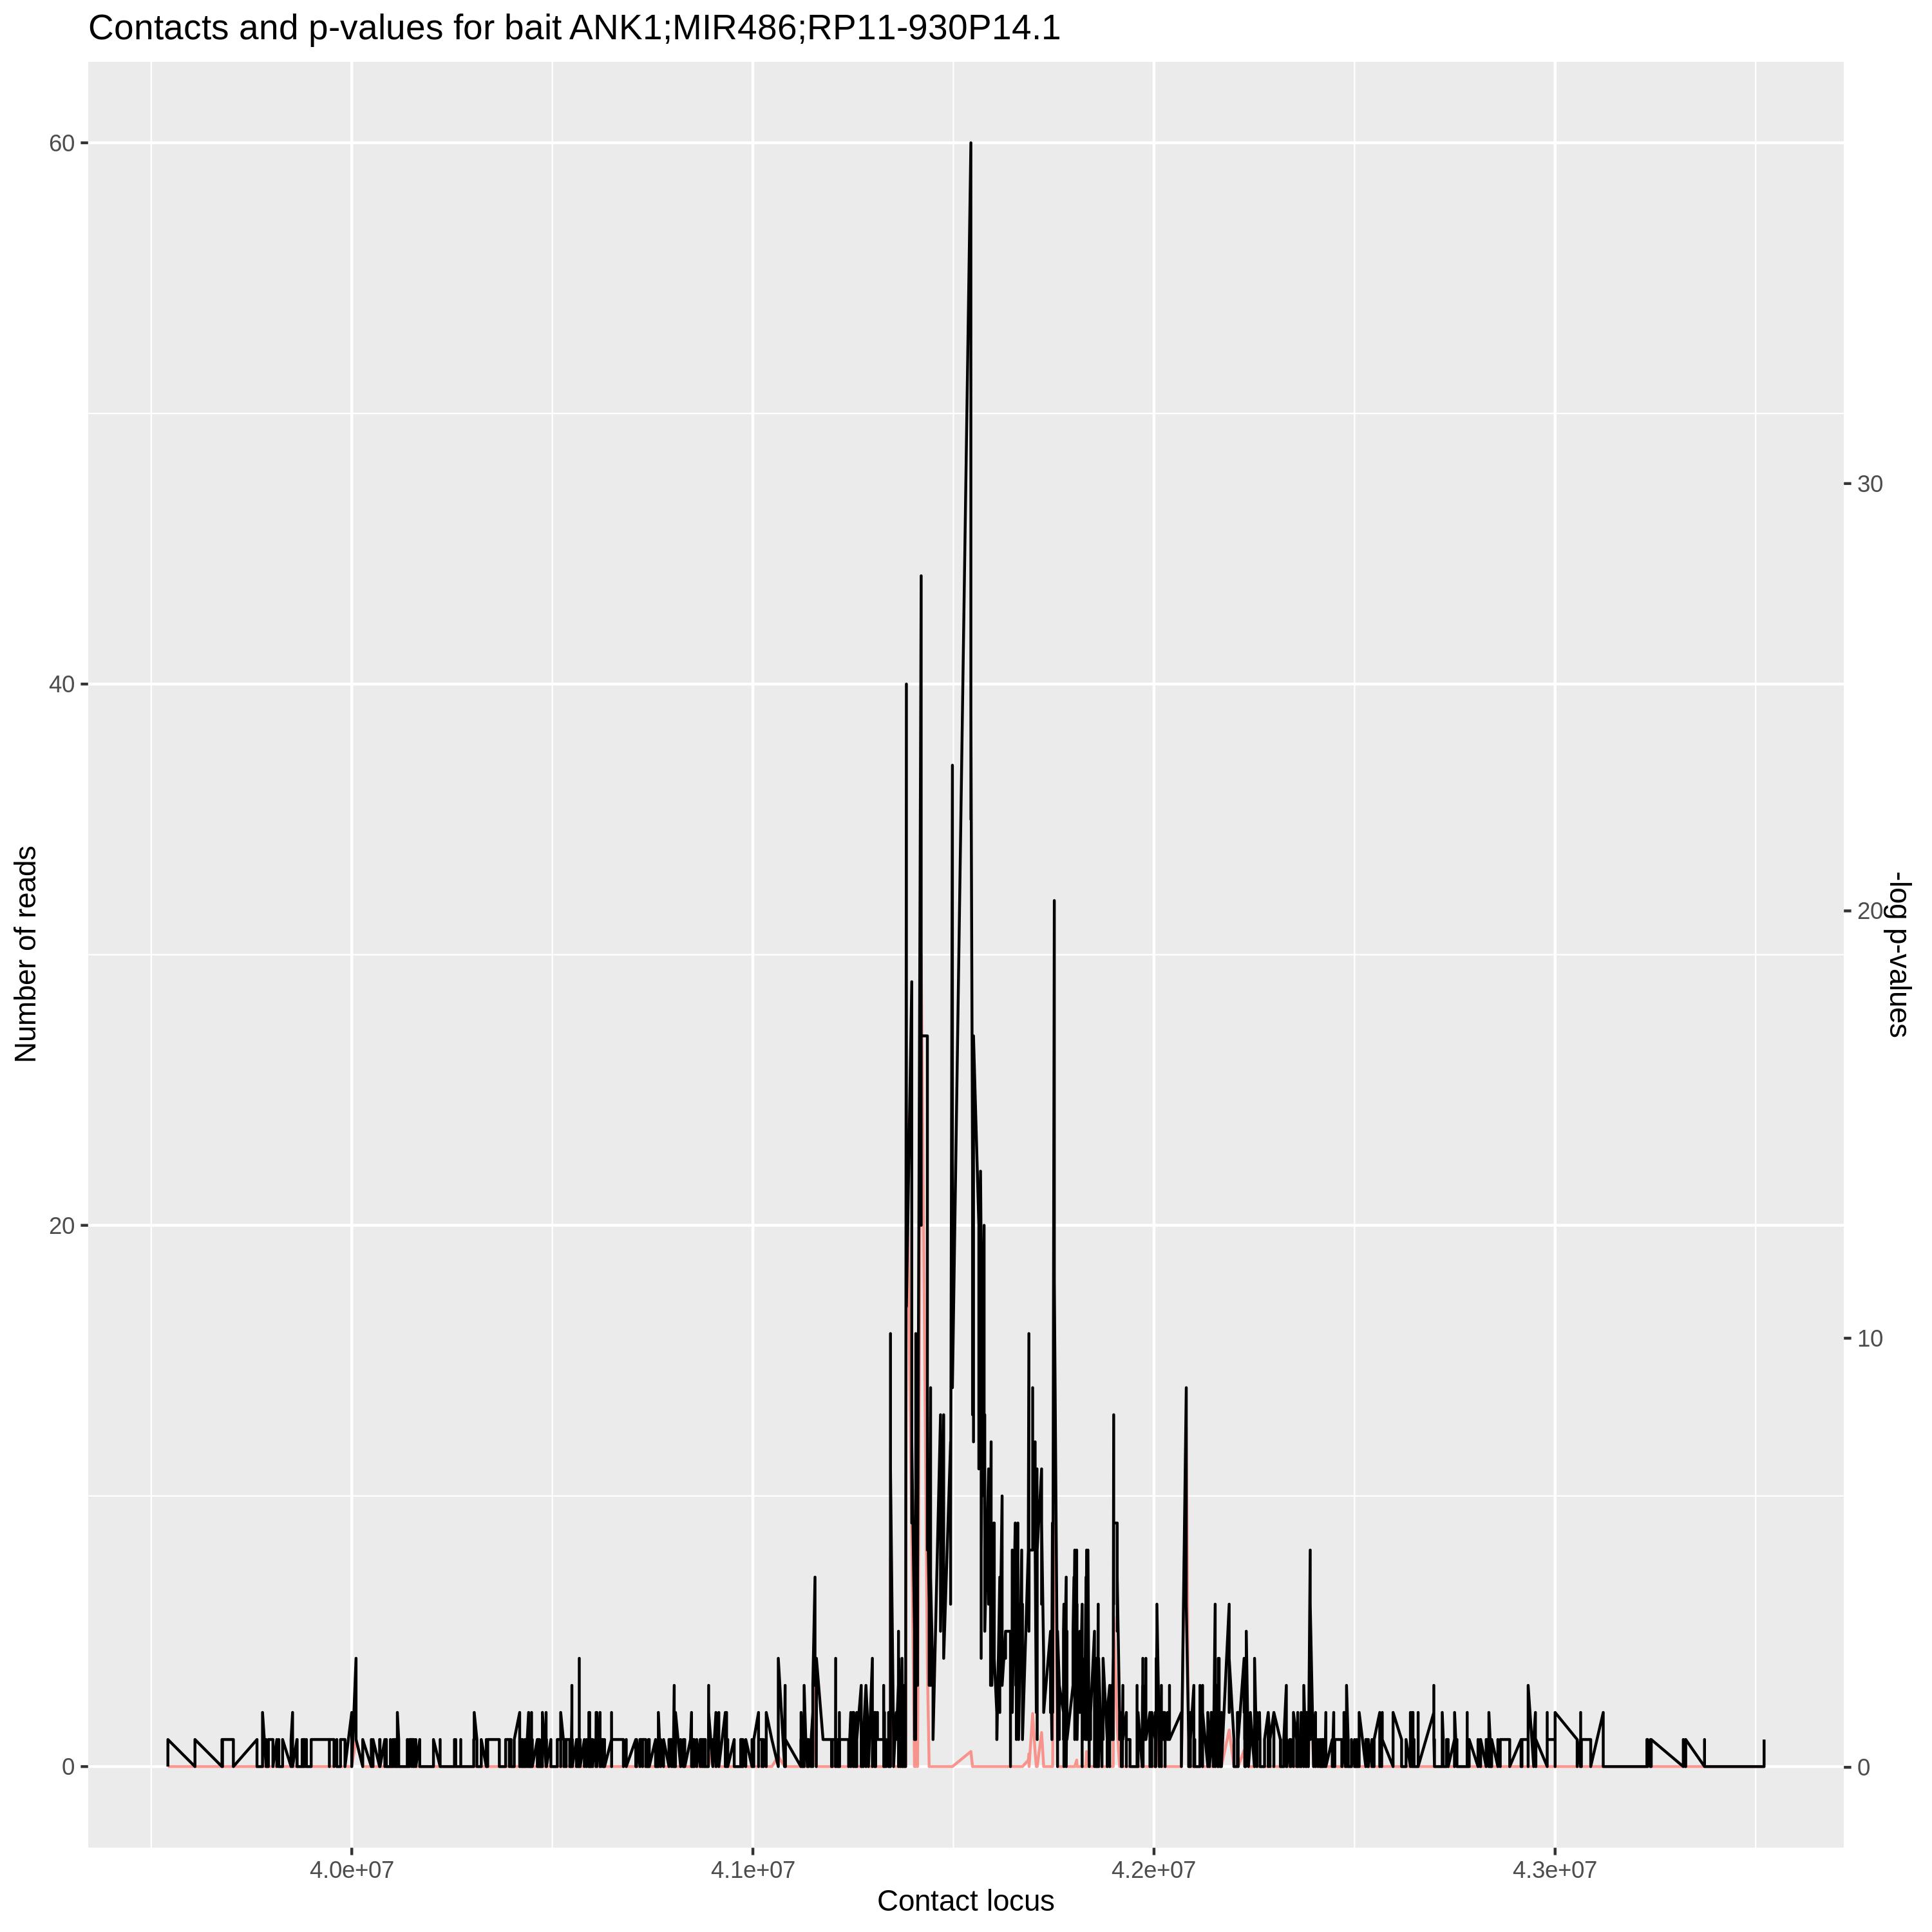 Contacts and p-values for bait ANK1;MIR486;RP11-930P14.1
60
40
20
0
Number of reads
30
20
10
0
-log p-values
4.0e+07
4.1e+07
4.2e+07
4.3e+07
Contact locus